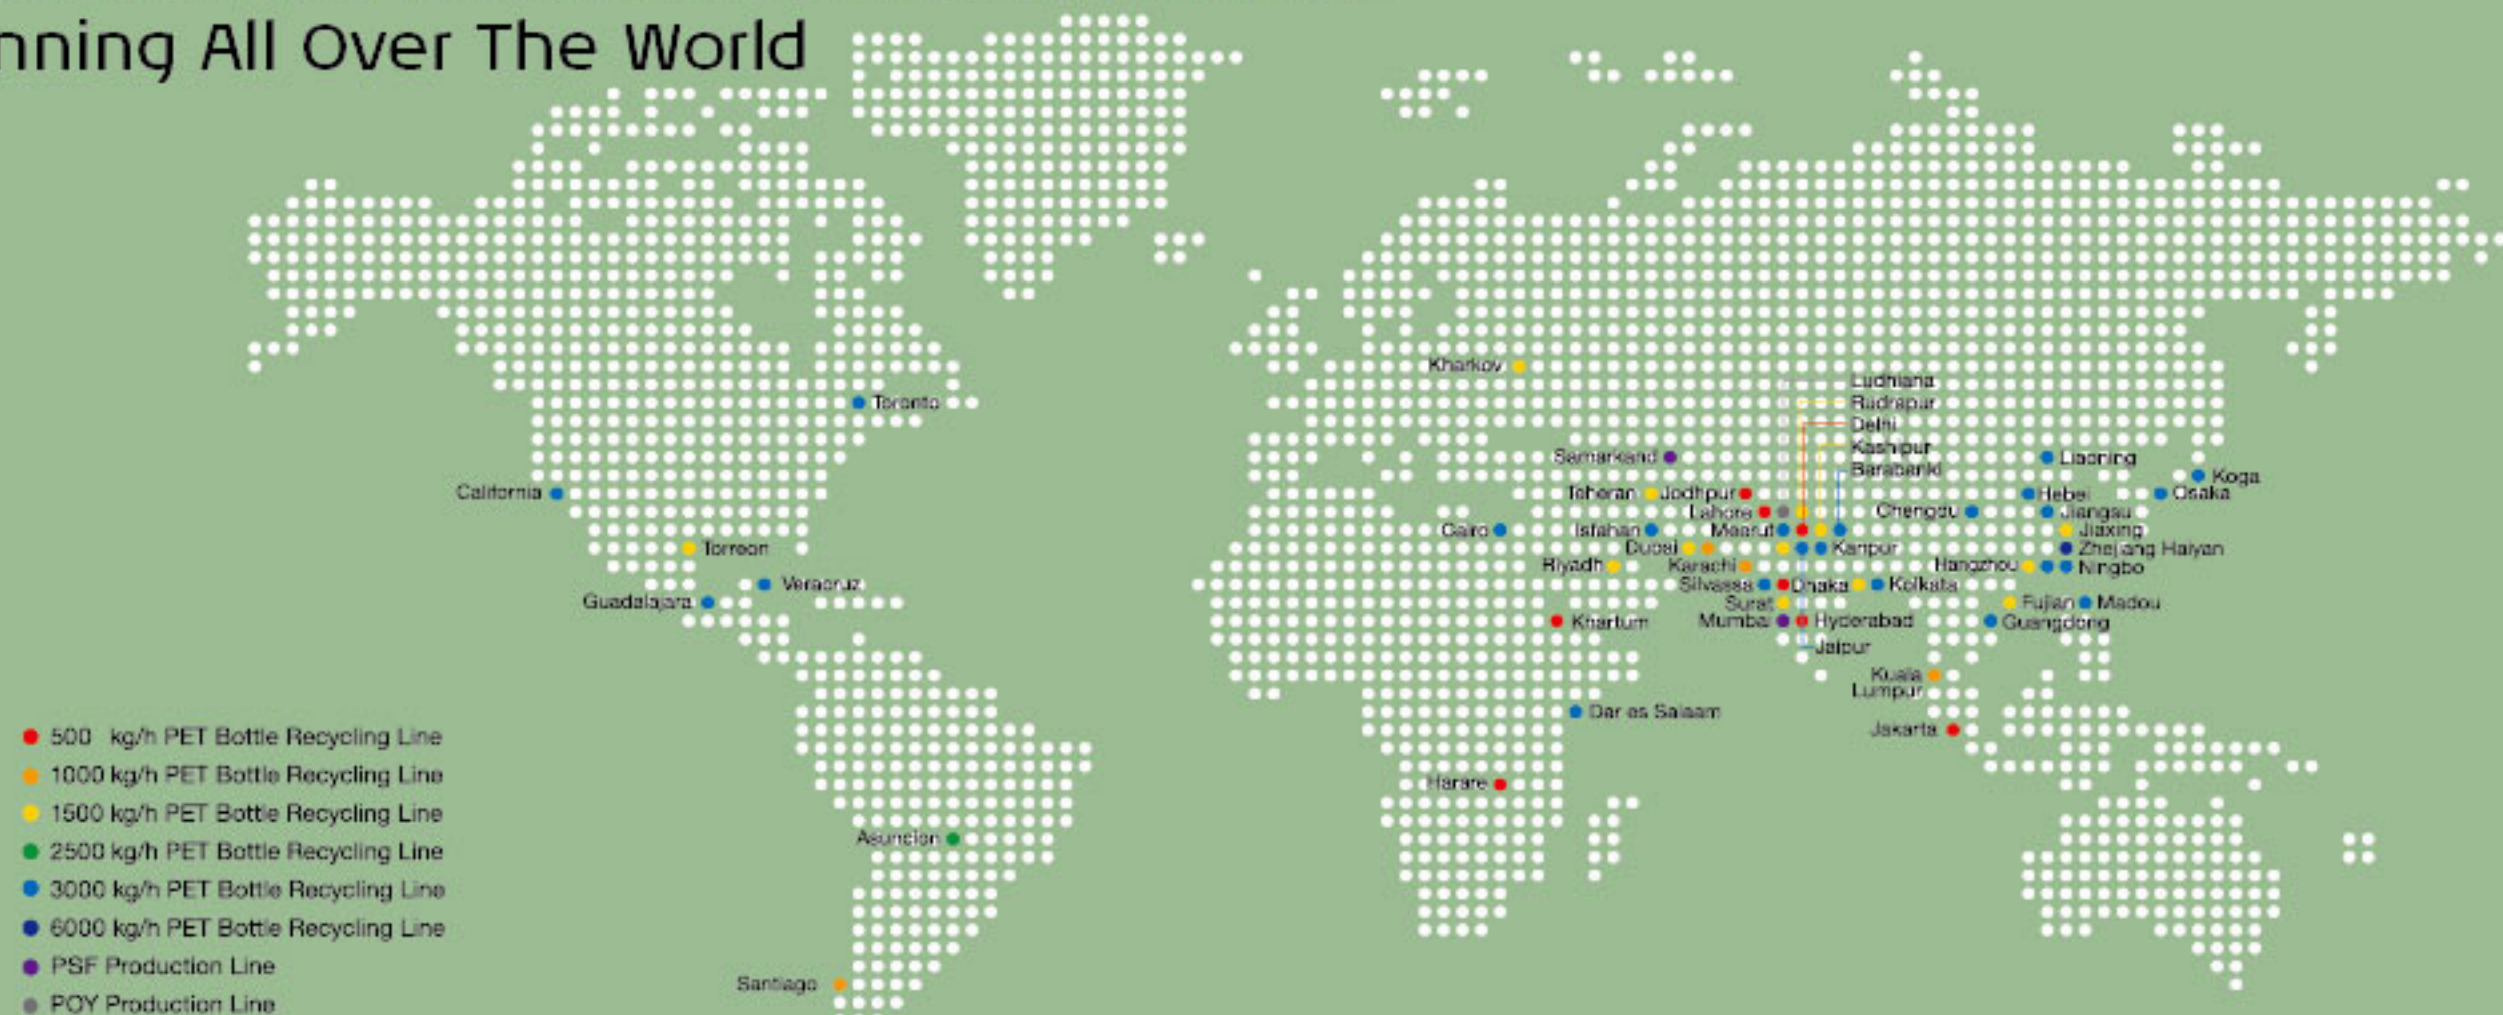 nning All Over The World
Kharkov
Ludhiana
Rudrapur
Toronto
Delhi
Kashipur
Samarkand
Liaoning
Barabanki
Koga
California
Teheran
Jodhpur
Hebei
Osaka
Lahore
Chengdu
Jiangsu
Cairo
Isfahan
Meerut
Jiaxing
Torreon
Dubai
Kanpur
Zhejiang Haiyan
Riyadh
Karachi
Hangzhou
Ningbo
Veracruz
Silvassa
Dhaka
Kolkata
Guadalajara
Surat
Fujian
Madou
Khartum
Mumbai
Hyderabad
Guangdong
Jaipur
Kuala
Lumpur
Dar es Salaam
Jakarta
Harare
Asuncion
Santiago
500 kg/h PET Bottle Recycling Line
1000 kg/h PET Bottle Recycling Line
1500 kg/h PET Bottle Recycling Line
2500 kg/h PET Bottle Recycling Line
3000 kg/h PET Bottle Recycling Line
6000 kg/h PET Bottle Recycling Line
PSF Production Line
POY Production Line